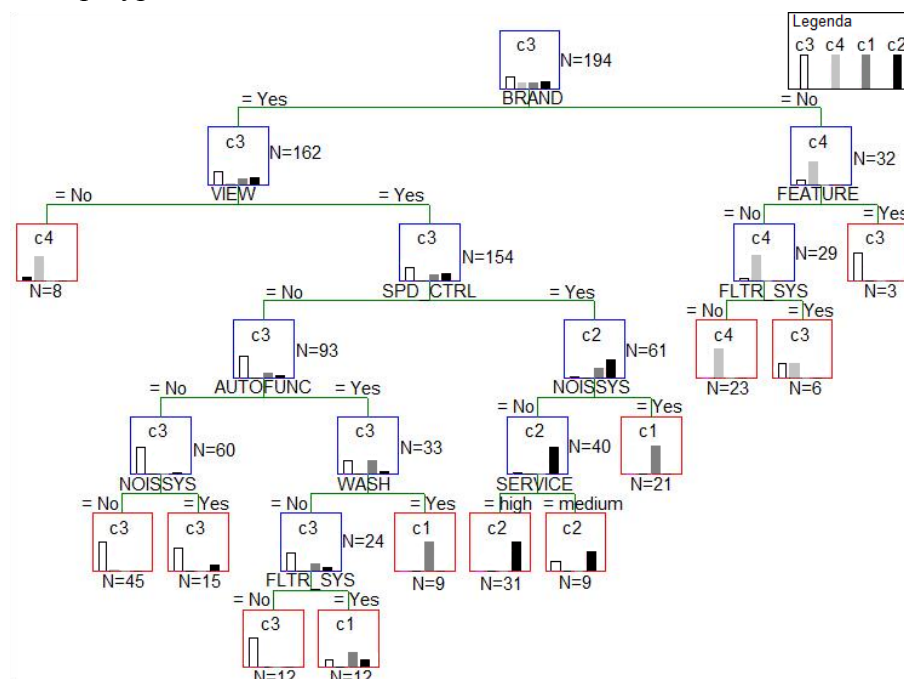 Legenda
c3 c4 c1 c2
c3
N=194
BRAND
= Yes
= No
c3
N=162
VIEW
c4
N=32
FEATURE
= No
= Yes
= No
= Yes
c4
N=8
c3
N=154
SPD_CTRL
c4
N=29
FLTR_SYS
c3
N=3
= No
= Yes
= No
= Yes
c3
N=93
AUTOFUNC
c2
N=61
NOISSYS
c4
N=23
c3
N=6
= No
= Yes
= No
= Yes
c3
N=60
NOISSYS
c3
N=33
WASH
c2
N=40
SERVICE
c1
N=21
= No
= Yes
= No
= Yes
= high
= medium
c3
N=45
c3
N=15
c3
N=24
FLTR_SYS
c1
N=9
c2
N=31
c2
N=9
= No
= Yes
c3
N=12
c1
N=12